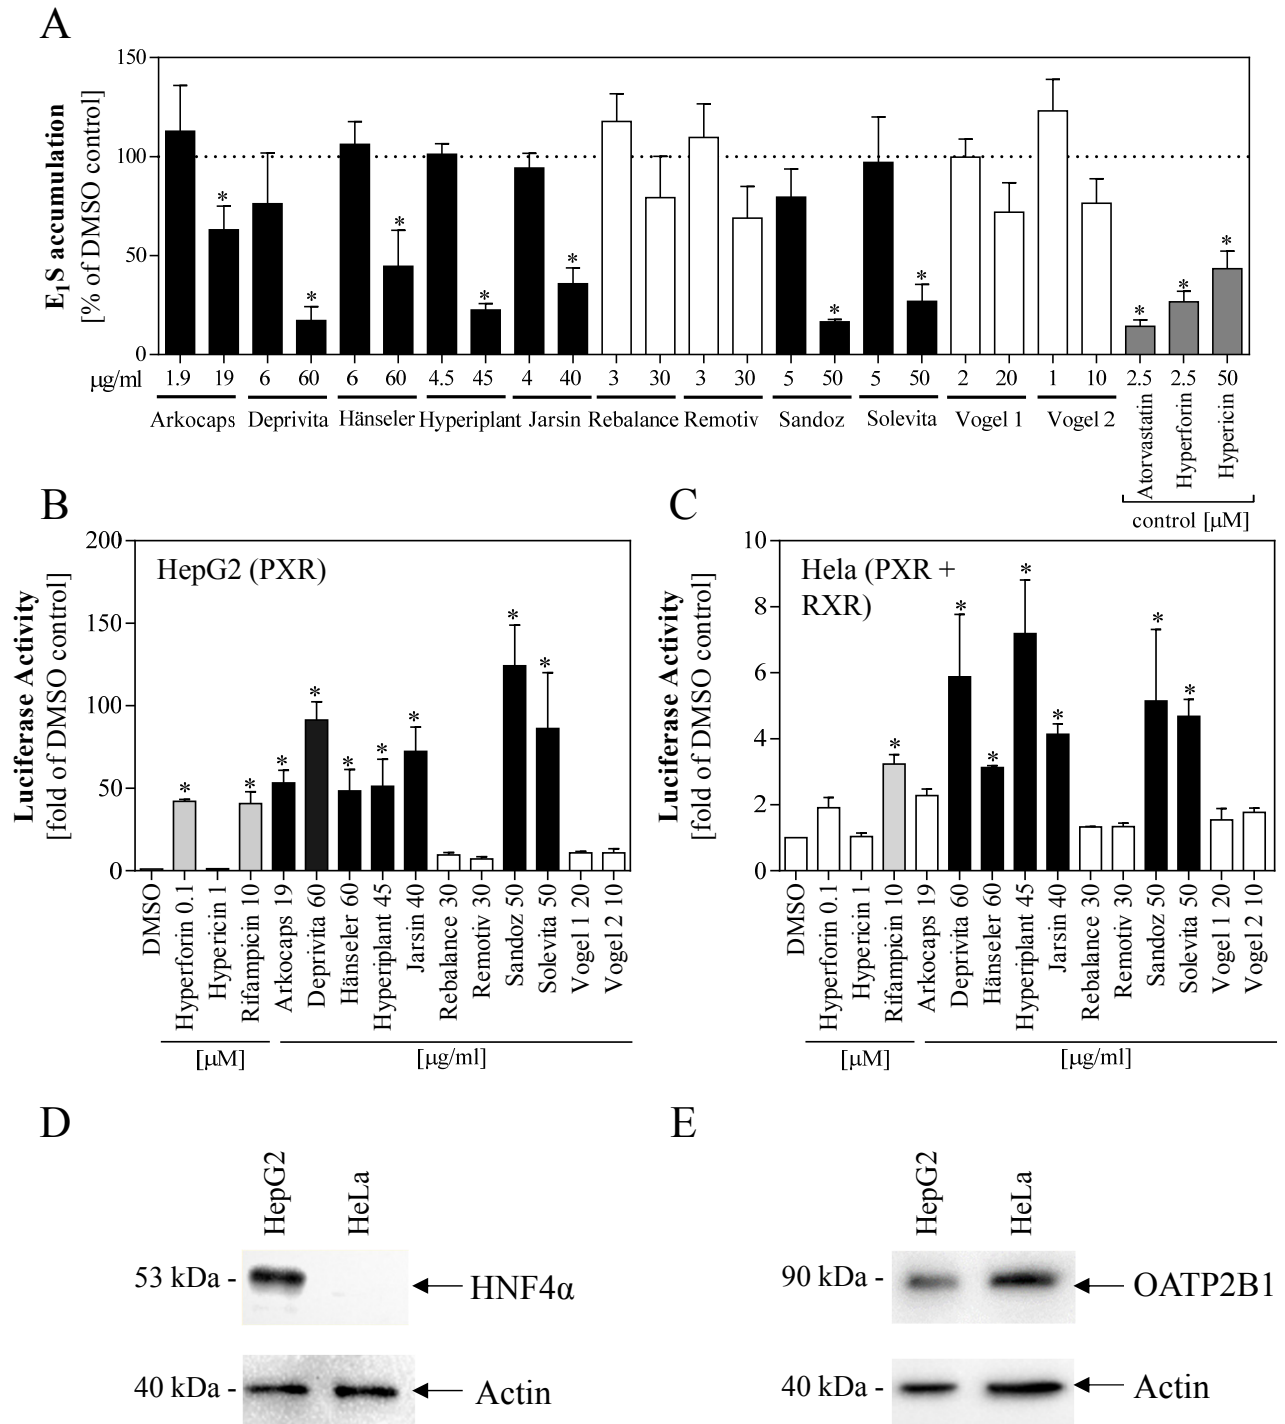 A
E1S accumulation
[% of DMSO control]
150
100
50
0
* * * * * * * * * *
µg/ml 1.9 19 6 60 6 60 4.5 45 4 40 3 30 3 30 5 50 5 50 2 20 1 10 2.5 2.5 50
Arkocaps Deprivita Hänseler Hyperiplant Jarsin Rebalance Remotiv Sandoz Solevita Vogel 1 Vogel 2
Atorvastatin
Hyperforin
Hypericin
control [µM]
B
Luciferase Activity
[fold of DMSO control]
200
150
100
50
0
HepG2 (PXR)
* * * * * * * * *
DMSO
Hyperforin 0.1
Hypericin 1
Rifampicin 10
Arkocaps 19
Deprivita 60
Hänseler 60
Hyperiplant 45
Jarsin 40
Rebalance 30
Remotiv 30
Sandoz 50
Solevita 50
Vogel 1 20
Vogel 2 10
[µM] [µg/ml]
C
Luciferase Activity
[fold of DMSO control]
10
8
6
4
2
0
Hela (PXR +
RXR)
* * * * * * *
DMSO
Hyperforin 0.1
Hypericin 1
Rifampicin 10
Arkocaps 19
Deprivita 60
Hänseler 60
Hyperiplant 45
Jarsin 40
Rebalance 30
Remotiv 30
Sandoz 50
Solevita 50
Vogel 1 20
Vogel 2 10
[µM] [µg/ml]
D
HepG2
HeLa
53 kDa - HNF4α
40 kDa - Actin
E
HepG2
HeLa
90 kDa - OATP2B1
40 kDa - Actin